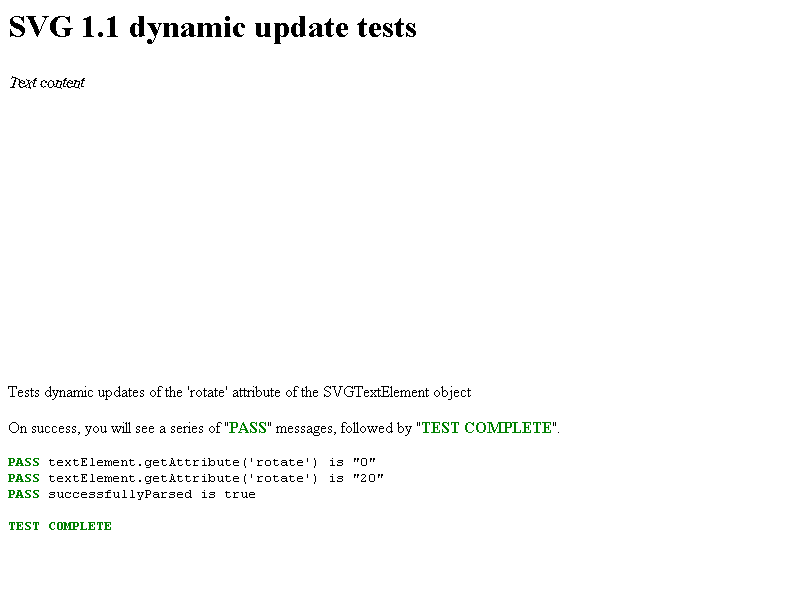 SVG 1.1 dynamic update tests
Text content
Tests dynamic updates of the 'rotate' attribute of the SVGTextElement object
On success, you will see a series of "PASS" messages, followed by "TEST COMPLETE".
PASS textElement.getAttribute('rotate') is "0"
PASS textElement.getAttribute('rotate') is "20"
PASS successfullyParsed is true
TEST COMPLETE